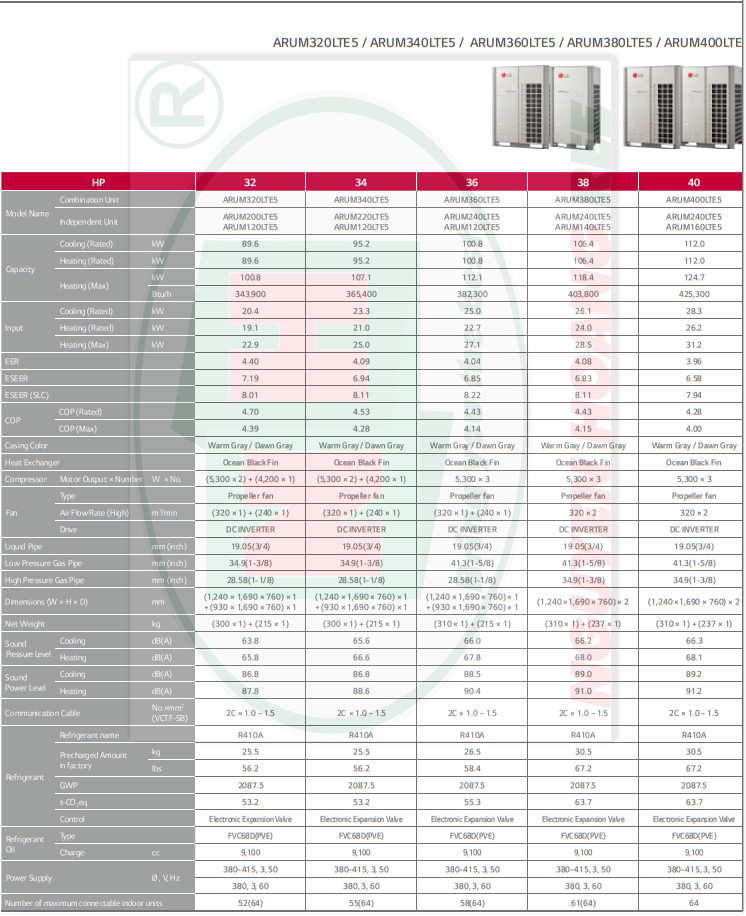 ARUM320LTE5 / ARUM340LTE5 / ARUM360LTE5 / ARUM380LTE5 / ARUM400LTE
LG LG
HP 32 34 36 38 40
Model Name Combination Unit ARUM320LTE5 ARUM340LTE5 ARUM360LTE5 ARUM380LTE5 ARUM400LTE5
Independent Unit ARUM200LTE5 ARUM220LTE5 ARUM240LTE5 ARUM240LTE5 ARUM240LTE5
ARUM120LTE5 ARUM120LTE5 ARUM120LTE5 ARUM140LTE5 ARUM160LTE5
Capacity Cooling (Rated) kW 89.6 95.2 100.8 106.4 112.0
Heating (Rated) kW 89.6 95.2 100.8 106.4 112.0
Heating (Max) kW 100.8 107.1 112.1 118.4 124.7
Btu/h 343,900 365,400 382,300 403,800 425,300
Input Cooling (Rated) kW 20.4 23.3 25.0 26.1 28.3
Heating (Rated) kW 19.1 21.0 22.7 24.0 26.2
Heating (Max) kW 22.9 25.0 27.1 28.5 31.2
EER 4.40 4.09 4.04 4.08 3.96
ESEER 7.19 6.94 6.85 6.83 6.58
ESEER (SLC) 8.01 8.11 8.22 8.11 7.94
COP COP (Rated) 4.70 4.53 4.43 4.43 4.28
COP (Max) 4.39 4.28 4.14 4.15 4.00
Casing Color Warm Gray / Dawn Gray Warm Gray / Dawn Gray Warm Gray / Dawn Gray Warm Gray / Dawn Gray Warm Gray / Dawn Gray
Heat Exchanger Ocean Black Fin Ocean Black Fin Ocean Black Fin Ocean Black Fin Ocean Black Fin
Compressor Motor Output × Number W × No. (5,300 × 2) + (4,200 × 1) (5,300 × 2) + (4,200 × 1) 5,300 × 3 5,300 × 3 5,300 × 3
Fan Type Propeller fan Propeller fan Propeller fan Propeller fan Propeller fan
Air Flow Rate (High) m³/min (320 × 1) + (240 × 1) (320 × 1) + (240 × 1) (320 × 1) + (240 × 1) 320 × 2 320 × 2
Drive DC INVERTER DC INVERTER DC INVERTER DC INVERTER DC INVERTER
Liquid Pipe mm (inch) 19.05(3/4) 19.05(3/4) 19.05(3/4) 19.05(3/4) 19.05(3/4)
Low Pressure Gas Pipe mm (inch) 34.9(1-3/8) 34.9(1-3/8) 41.3(1-5/8) 41.3(1-5/8) 41.3(1-5/8)
High Pressure Gas Pipe mm (inch) 28.58(1-1/8) 28.58(1-1/8) 28.58(1-1/8) 34.9(1-3/8) 34.9(1-3/8)
Dimensions (W × H × D) mm (1,240 × 1,690 × 760) × 1 (1,240 × 1,690 × 760) × 1 (1,240 × 1,690 × 760) × 1 (1,240 × 1,690 × 760) × 2 (1,240 × 1,690 × 760) × 2
+ (930 × 1,690 × 760) × 1 + (930 × 1,690 × 760) × 1 + (930 × 1,690 × 760) × 1
Net Weight kg (300 × 1) + (215 × 1) (300 × 1) + (215 × 1) (310 × 1) + (215 × 1) (310 × 1) + (237 × 1) (310 × 1) + (237 × 1)
Sound Pressure Level Cooling dB(A) 63.8 65.6 66.0 66.2 66.3
Heating dB(A) 65.8 66.6 67.8 68.0 68.1
Sound Power Level Cooling dB(A) 86.8 86.8 88.5 89.0 89.2
Heating dB(A) 87.8 88.6 90.4 91.0 91.2
Communication Cable No.×mm² (VCTF-SB) 2C × 1.0 ~ 1.5 2C × 1.0 ~ 1.5 2C × 1.0 ~ 1.5 2C × 1.0 ~ 1.5 2C × 1.0 ~ 1.5
Refrigerant Refrigerant name R410A R410A R410A R410A R410A
Precharged Amount in factory kg 25.5 25.5 26.5 30.5 30.5
lbs 56.2 56.2 58.4 67.2 67.2
GWP 2087.5 2087.5 2087.5 2087.5 2087.5
t-CO₂eq 53.2 53.2 55.3 63.7 63.7
Control Electronic Expansion Valve Electronic Expansion Valve Electronic Expansion Valve Electronic Expansion Valve Electronic Expansion Valve
Refrigerant Oil Type FVC68D(PVE) FVC68D(PVE) FVC68D(PVE) FVC68D(PVE) FVC68D(PVE)
Charge cc 9,100 9,100 9,100 9,100 9,100
Power Supply Ø, V, Hz 380-415, 3, 50 380-415, 3, 50 380-415, 3, 50 380-415, 3, 50 380-415, 3, 50
380, 3, 60 380, 3, 60 380, 3, 60 380, 3, 60 380, 3, 60
Number of maximum connectable indoor units 52(64) 55(64) 58(64) 61(64) 64
®